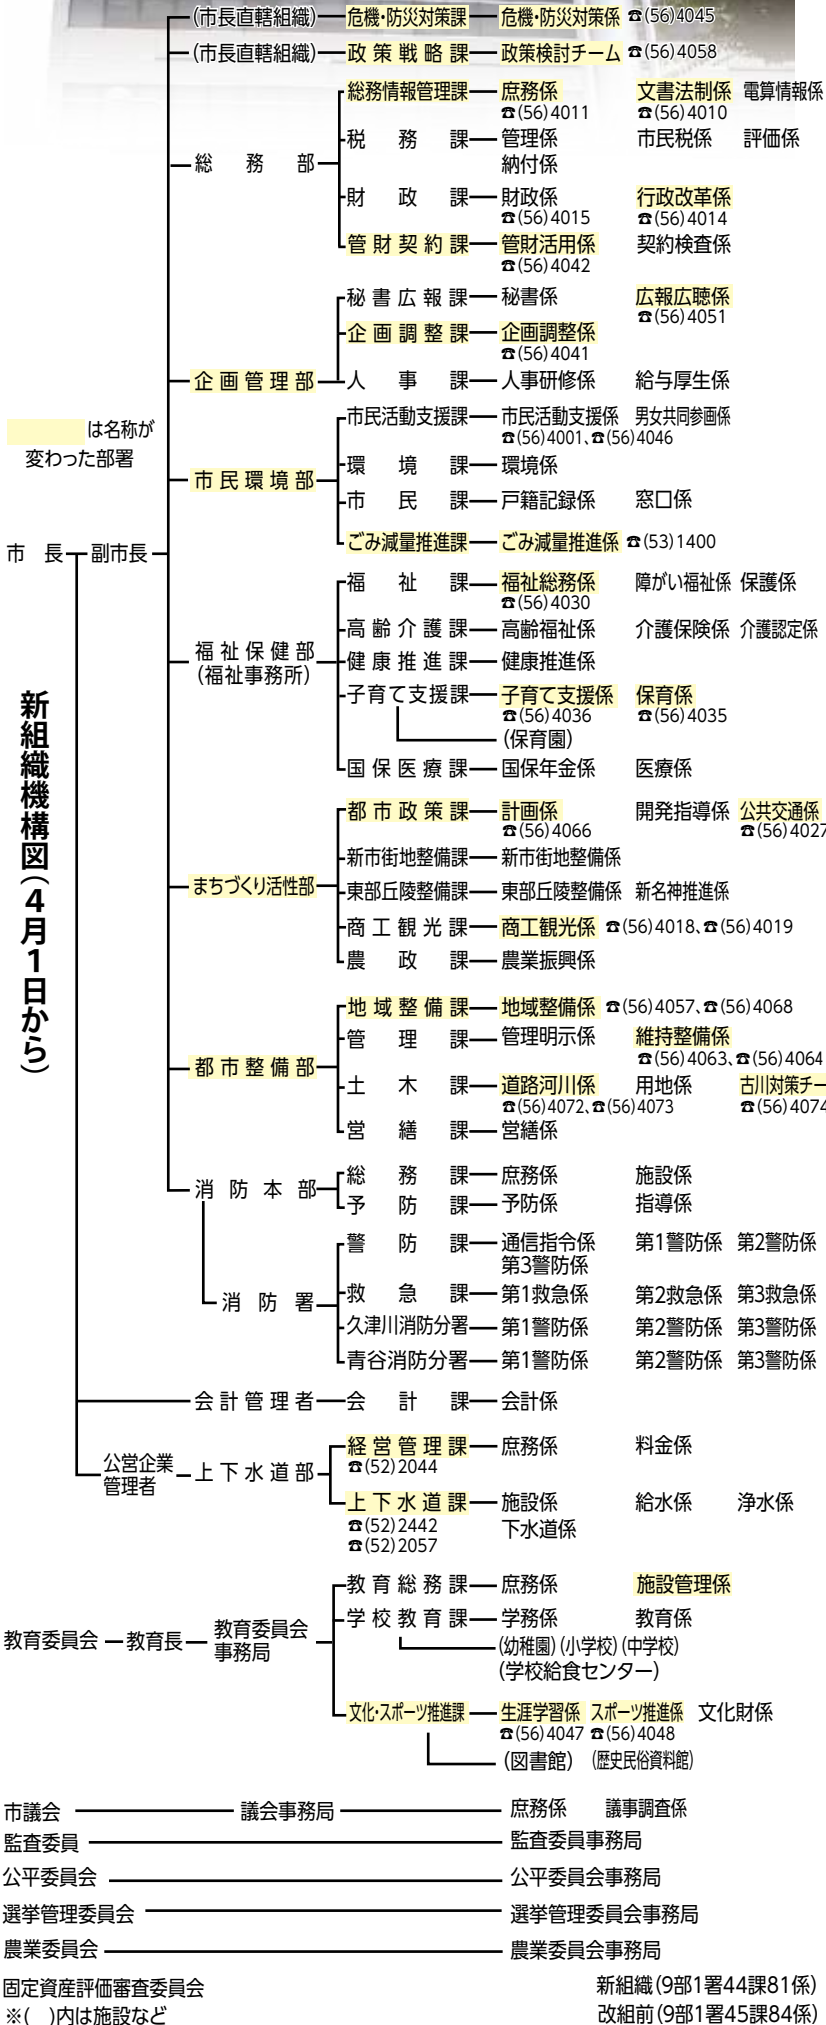 (市長直轄組織) 危機・防災対策課 危機・防災対策係 ☎(56)4045
(市長直轄組織) 政策戦略課 政策検討チーム ☎(56)4058
総務部
総務情報管理課 庶務係 文書法制係 電算情報係
☎(56)4011 ☎(56)4010
税務課 管理係 市民税係 評価係
納付係
財政課 財政係 行政改革係
☎(56)4015 ☎(56)4014
管財契約課 管財活用係 契約検査係
☎(56)4042
企画管理部
秘書広報課 秘書係 広報広聴係
☎(56)4051
企画調整課 企画調整係
☎(56)4041
人事課 人事研修係 給与厚生係
は名称が
変わった部署
市民環境部
市民活動支援課 市民活動支援係 男女共同参画係
☎(56)4001、☎(56)4046
環境課 環境係
市民課 戸籍記録係 窓口係
ごみ減量推進課 ごみ減量推進係 ☎(53)1400
市長 副市長
福祉保健部
(福祉事務所)
福祉課 福祉総務係 障がい福祉係 保護係
☎(56)4030
高齢介護課 高齢福祉係 介護保険係 介護認定係
健康推進課 健康推進係
子育て支援課 子育て支援係 保育係
☎(56)4036 ☎(56)4035
(保育園)
国保医療課 国保年金係 医療係
新組織機構図(4月1日から)
まちづくり活性部
都市政策課 計画係 開発指導係 公共交通係
☎(56)4066 ☎(56)4027
新市街地整備課 新市街地整備係
東部丘陵整備課 東部丘陵整備係 新名神推進係
商工観光課 商工観光係 ☎(56)4018、☎(56)4019
農政課 農業振興係
都市整備部
地域整備課 地域整備係 ☎(56)4057、☎(56)4068
管理課 管理明示係 維持整備係
☎(56)4063、☎(56)4064
土木課 道路河川係 用地係 古川対策チー
☎(56)4072、☎(56)4073 ☎(56)4074
営繕課 営繕係
消防本部
総務課 庶務係 施設係
予防課 予防係 指導係
消防署
警防課 通信指令係 第1警防係 第2警防係
第3警防係
救急課 第1救急係 第2救急係 第3救急係
久津川消防分署 第1警防係 第2警防係 第3警防係
青谷消防分署 第1警防係 第2警防係 第3警防係
会計管理者 会計課 会計係
公営企業
管理者
上下水道部
経営管理課 庶務係 料金係
☎(52)2044
上下水道課 施設係 給水係 浄水係
☎(52)2442 下水道係
☎(52)2057
教育委員会 教育長 教育委員会
事務局
教育総務課 庶務係 施設管理係
学校教育課 学務係 教育係
(幼稚園)(小学校)(中学校)
(学校給食センター)
文化・スポーツ推進課 生涯学習係 スポーツ推進係 文化財係
☎(56)4047 ☎(56)4048
(図書館) (歴史民俗資料館)
市議会 議会事務局 庶務係 議事調査係
監査委員 監査委員事務局
公平委員会 公平委員会事務局
選挙管理委員会 選挙管理委員会事務局
農業委員会 農業委員会事務局
固定資産評価審査委員会
※( )内は施設など
新組織(9部1署44課81係)
改組前(9部1署45課84係)